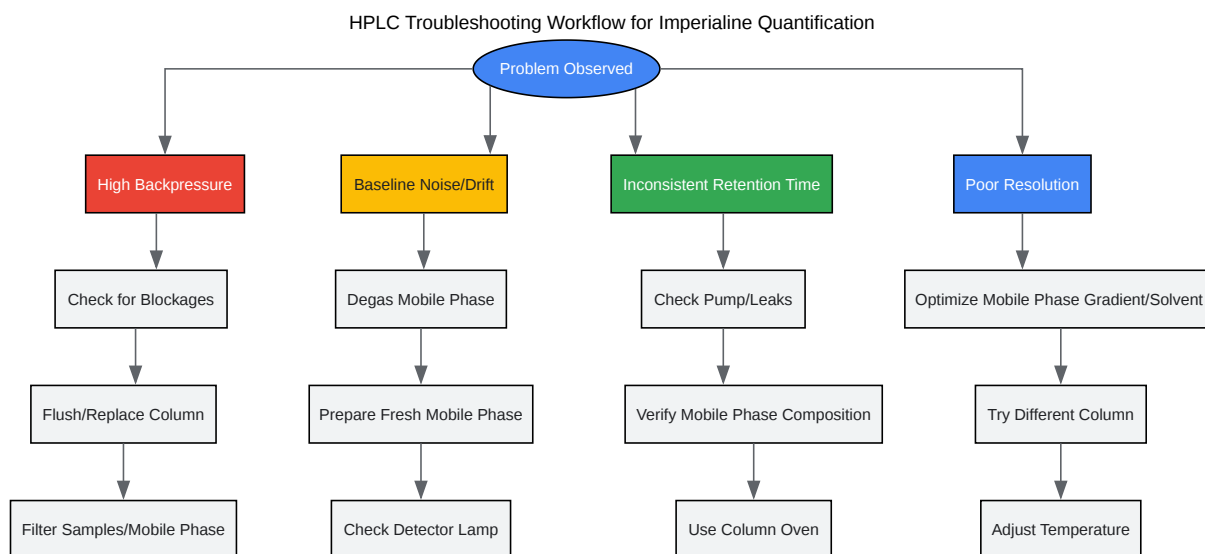 HPLC Troubleshooting Workflow for Imperialine Quantification
Problem Observed
High Backpressure
Baseline Noise/Drift
Inconsistent Retention Time
Poor Resolution
Check for Blockages
Degas Mobile Phase
Check Pump/Leaks
Optimize Mobile Phase Gradient/Solvent
Flush/Replace Column
Prepare Fresh Mobile Phase
Verify Mobile Phase Composition
Try Different Column
Filter Samples/Mobile Phase
Check Detector Lamp
Use Column Oven
Adjust Temperature